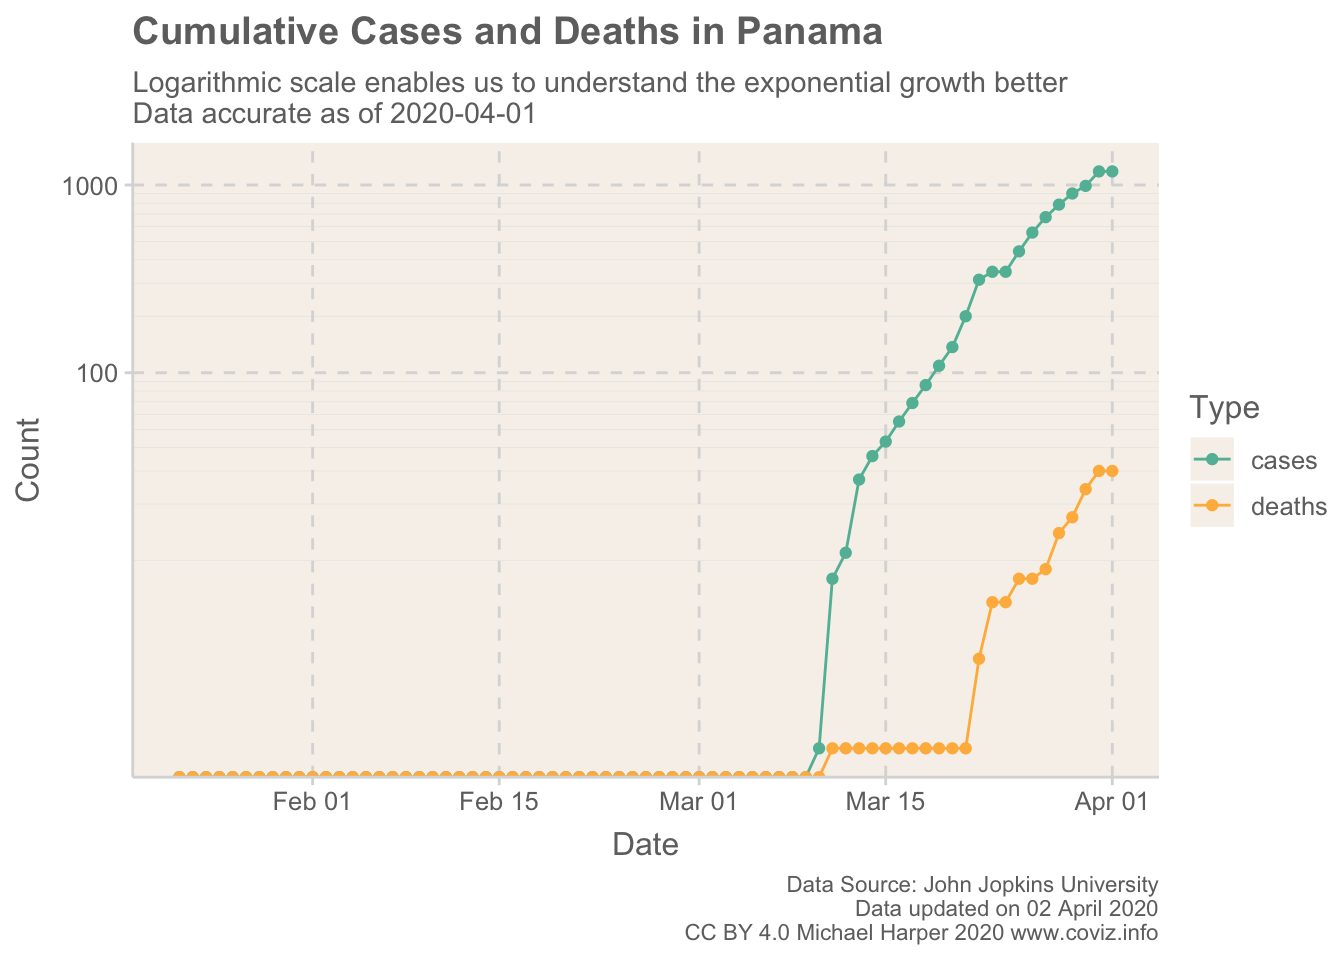 Cumulative Cases and Deaths in Panama
Logarithmic scale enables us to understand the exponential growth better
Data accurate as of 2020-04-01
1000
100
Count
Feb 01
Feb 15
Mar 01
Mar 15
Apr 01
Date
Type
cases
deaths
Data Source: John Jopkins University
Data updated on 02 April 2020
CC BY 4.0 Michael Harper 2020 www.coviz.info